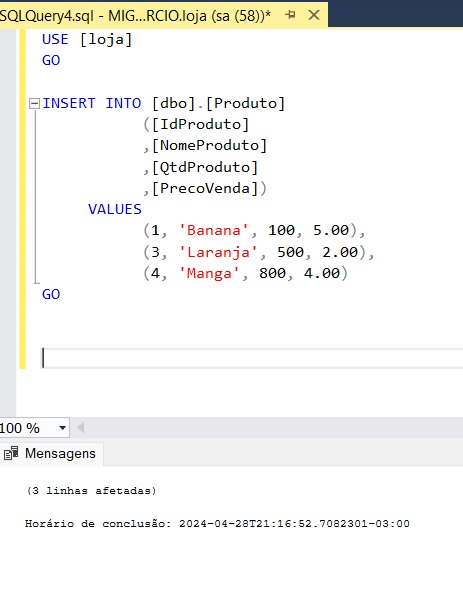 SQLQuery4.sql - MIG...RCIO.loja (sa (58))*
USE [loja]
GO
INSERT INTO [dbo].[Produto]
([IdProduto]
,[NomeProduto]
,[QtdProduto]
,[PrecoVenda])
VALUES
(1, 'Banana', 100, 5.00),
(3, 'Laranja', 500, 2.00),
(4, 'Manga', 800, 4.00)
GO
100 %
Mensagens
(3 linhas afetadas)
Horário de conclusão: 2024-04-28T21:16:52.7082301-03:00